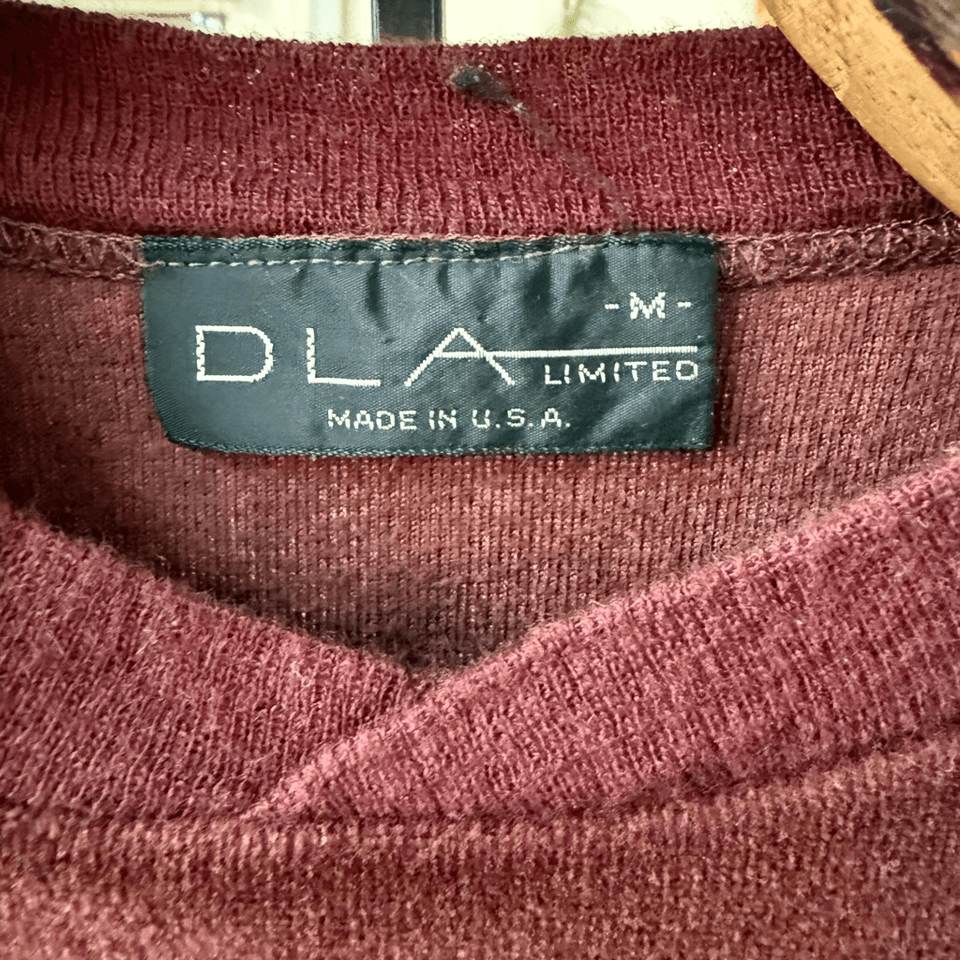 -M-
DLA
LIMITED
MADE IN U.S.A.